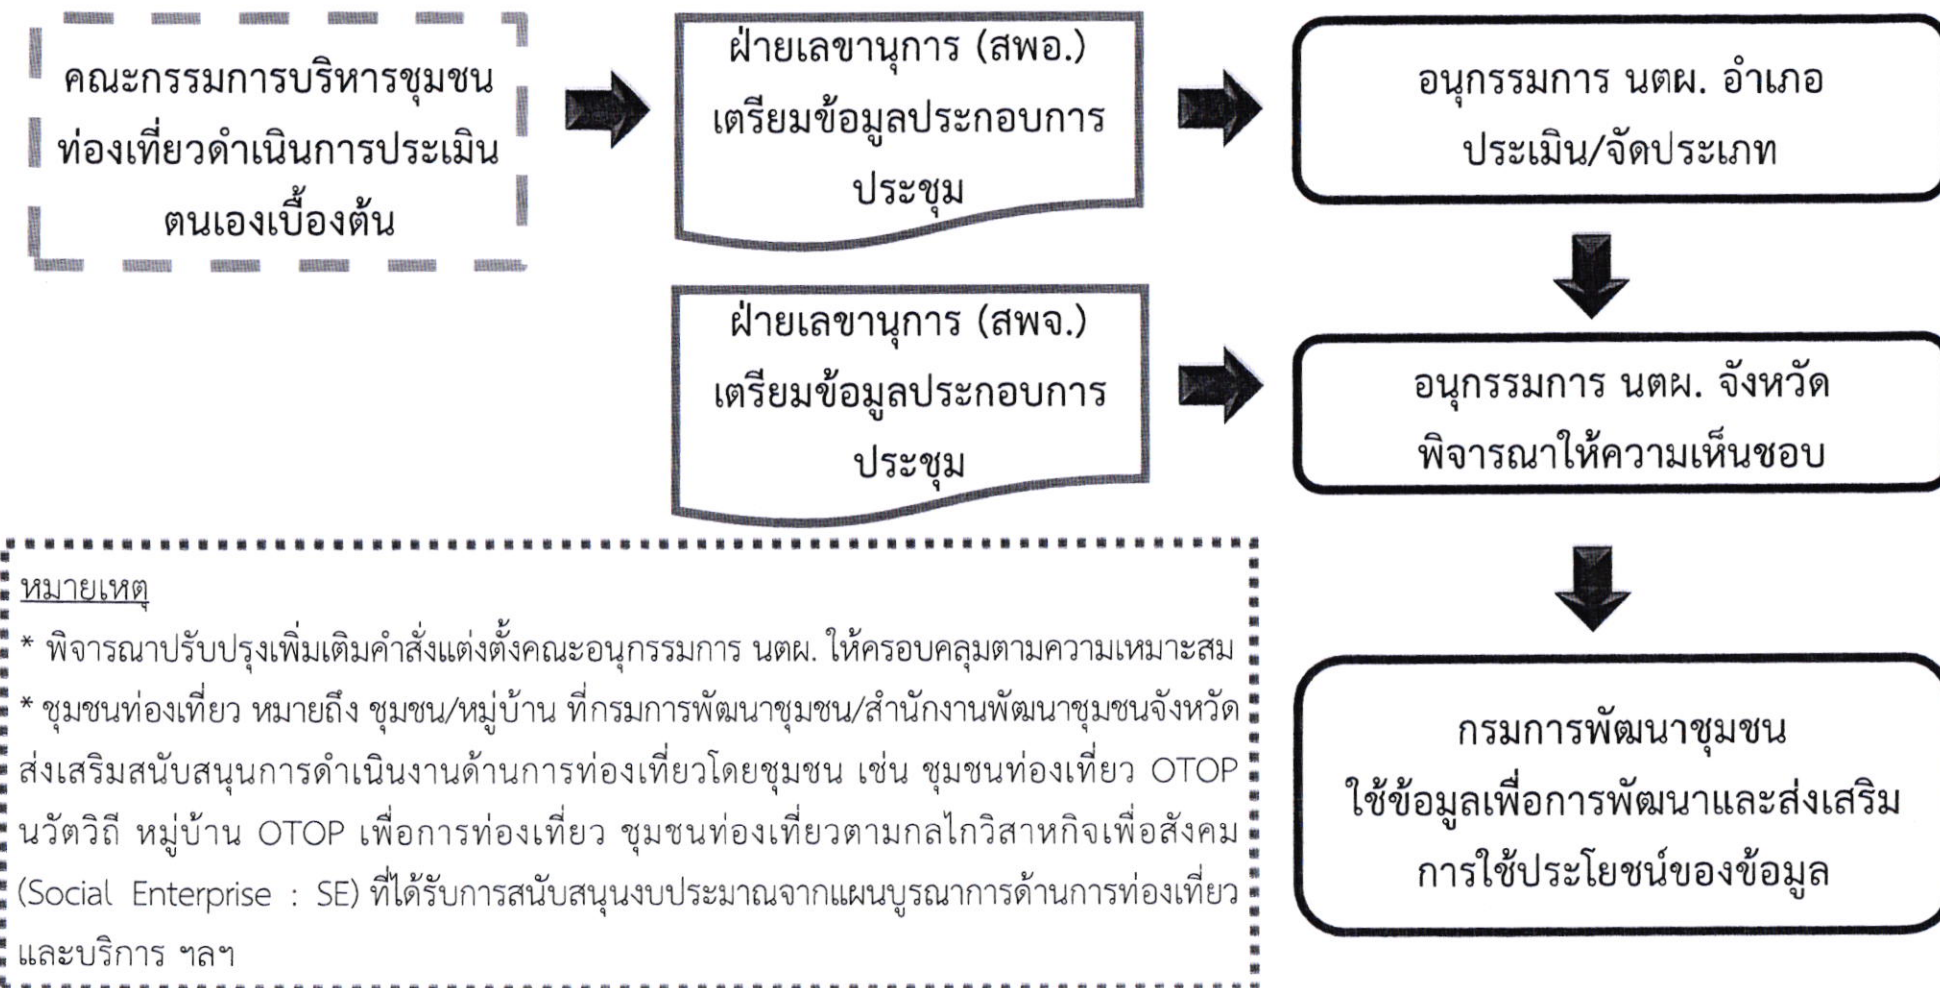 คณะกรรมการบริหารชุมชน
ท่องเที่ยวดำเนินการประเมิน
ตนเองเบื้องต้น
ฝ่ายเลขานุการ (สพอ.)
เตรียมข้อมูลประกอบการ
ประชุม
อนุกรรมการ นตผ. อำเภอ
ประเมิน/จัดประเภท
ฝ่ายเลขานุการ (สพจ.)
เตรียมข้อมูลประกอบการ
ประชุม
อนุกรรมการ นตผ. จังหวัด
พิจารณาให้ความเห็นชอบ
กรมการพัฒนาชุมชน
ใช้ข้อมูลเพื่อการพัฒนาและส่งเสริม
การใช้ประโยชน์ของข้อมูล
หมายเหตุ
* พิจารณาปรับปรุงเพิ่มเติมคำสั่งแต่งตั้งคณะอนุกรรมการ นตผ. ให้ครอบคลุมตามความเหมาะสม
* ชุมชนท่องเที่ยว หมายถึง ชุมชน/หมู่บ้าน ที่กรมการพัฒนาชุมชน/สำนักงานพัฒนาชุมชนจังหวัด
ส่งเสริมสนับสนุนการดำเนินงานด้านการท่องเที่ยวโดยชุมชน เช่น ชุมชนท่องเที่ยว OTOP
นวัตวิถี หมู่บ้าน OTOP เพื่อการท่องเที่ยว ชุมชนท่องเที่ยวตามกลไกวิสาหกิจเพื่อสังคม
(Social Enterprise : SE) ที่ได้รับการสนับสนุนงบประมาณจากแผนบูรณาการด้านการท่องเที่ยว
และบริการ ฯลฯ